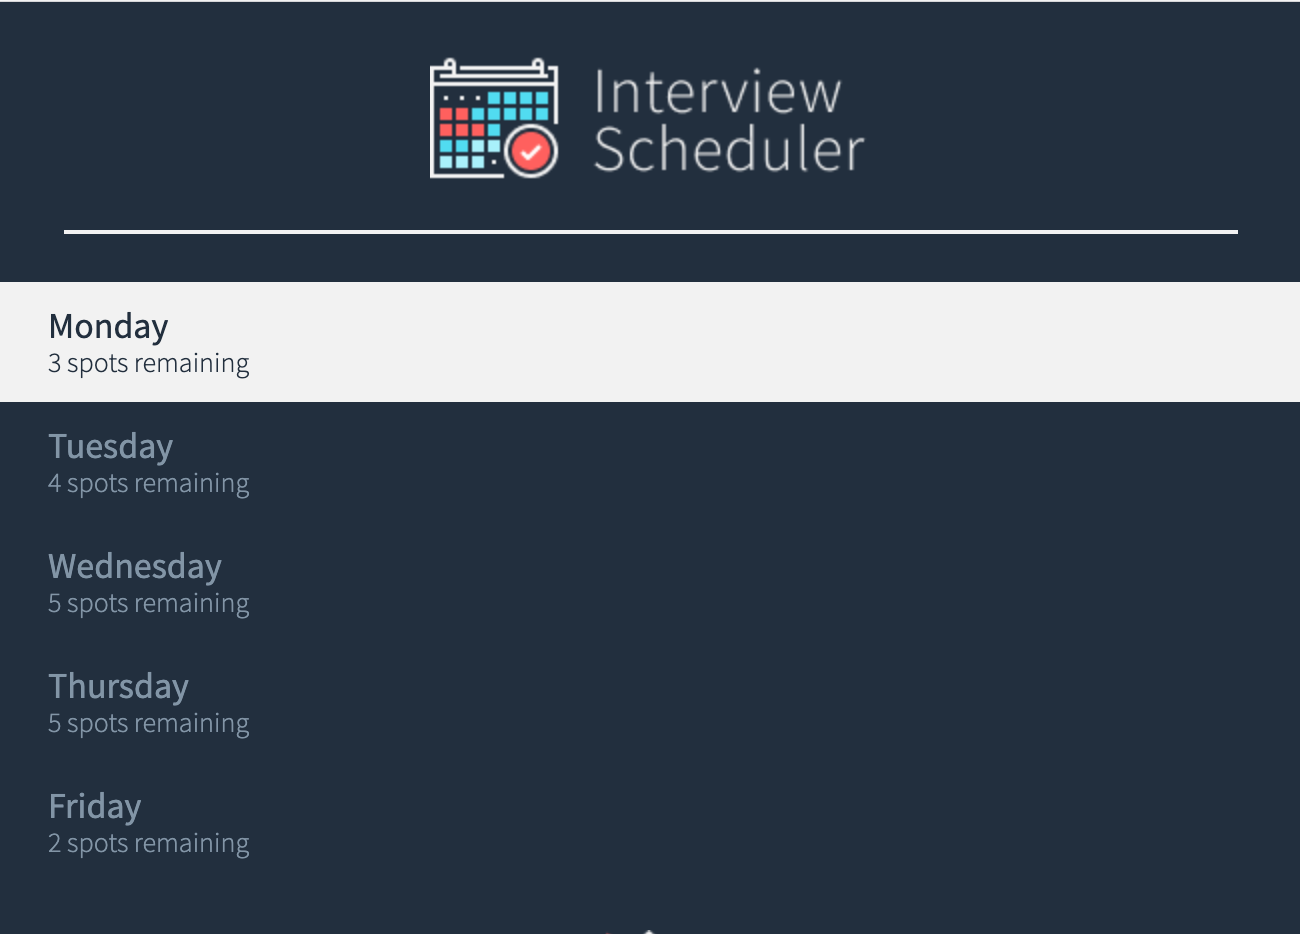 Interview
Scheduler
Monday
3 spots remaining
Tuesday
4 spots remaining
Wednesday
5 spots remaining
Thursday
5 spots remaining
Friday
2 spots remaining